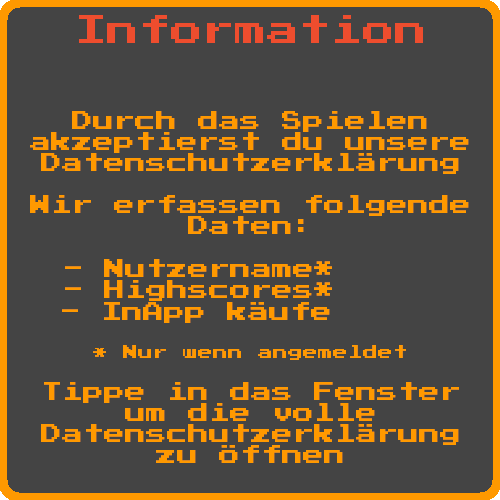 Information
Durch das Spielen
akzeptierst du unsere
Datenschutzerklärung
Wir erfassen folgende
Daten:
- Nutzername*
- Highscores*
- InApp käufe
* Nur wenn angemeldet
Tippe in das Fenster
um die volle
Datenschutzerklärung
zu öffnen